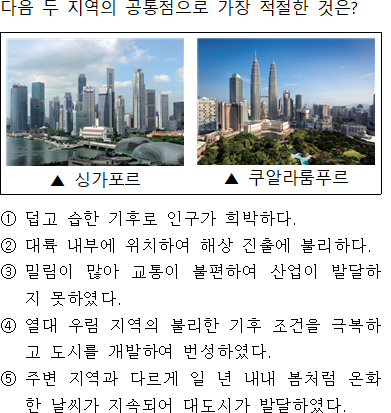 다음 두 지역의 공통점으로 가장 적절한 것은?
▲ 싱가포르
▲ 쿠알라룸푸르
① 덥고 습한 기후로 인구가 희박하다.
② 대륙 내부에 위치하여 해상 진출에 불리하다.
③ 밀림이 많아 교통이 불편하여 산업이 발달하
지 못하였다.
④ 열대 우림 지역의 불리한 기후 조건을 극복하
고 도시를 개발하여 번성하였다.
⑤ 주변 지역과 다르게 일 년 내내 봄처럼 온화
한 날씨가 지속되어 대도시가 발달하였다.